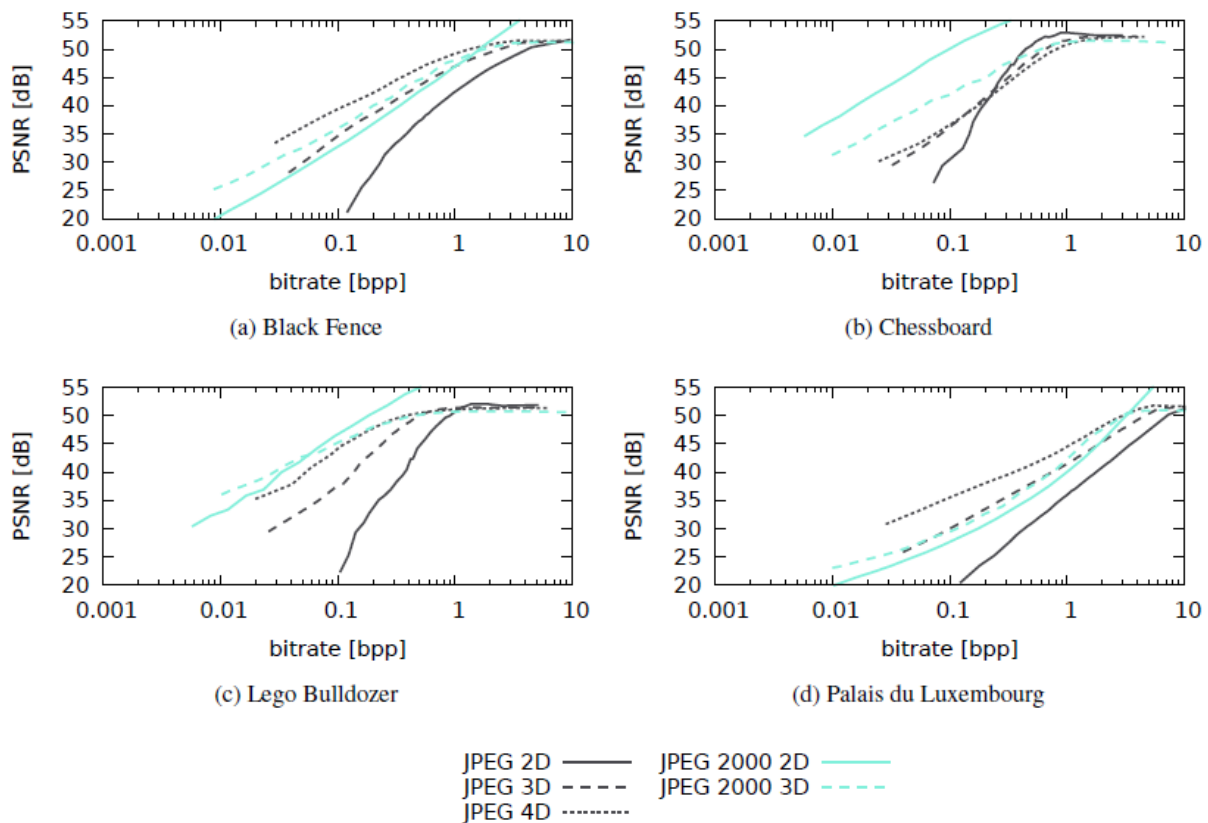 55
50
45
40
35
30
25
20
PSNR [dB]
0.001 0.01 0.1 1 10
bitrate [bpp]
(a) Black Fence
55
50
45
40
35
30
25
20
PSNR [dB]
0.001 0.01 0.1 1 10
bitrate [bpp]
(b) Chessboard
55
50
45
40
35
30
25
20
PSNR [dB]
0.001 0.01 0.1 1 10
bitrate [bpp]
(c) Lego Bulldozer
55
50
45
40
35
30
25
20
PSNR [dB]
0.001 0.01 0.1 1 10
bitrate [bpp]
(d) Palais du Luxembourg
JPEG 2D
JPEG 3D
JPEG 4D
JPEG 2000 2D
JPEG 2000 3D